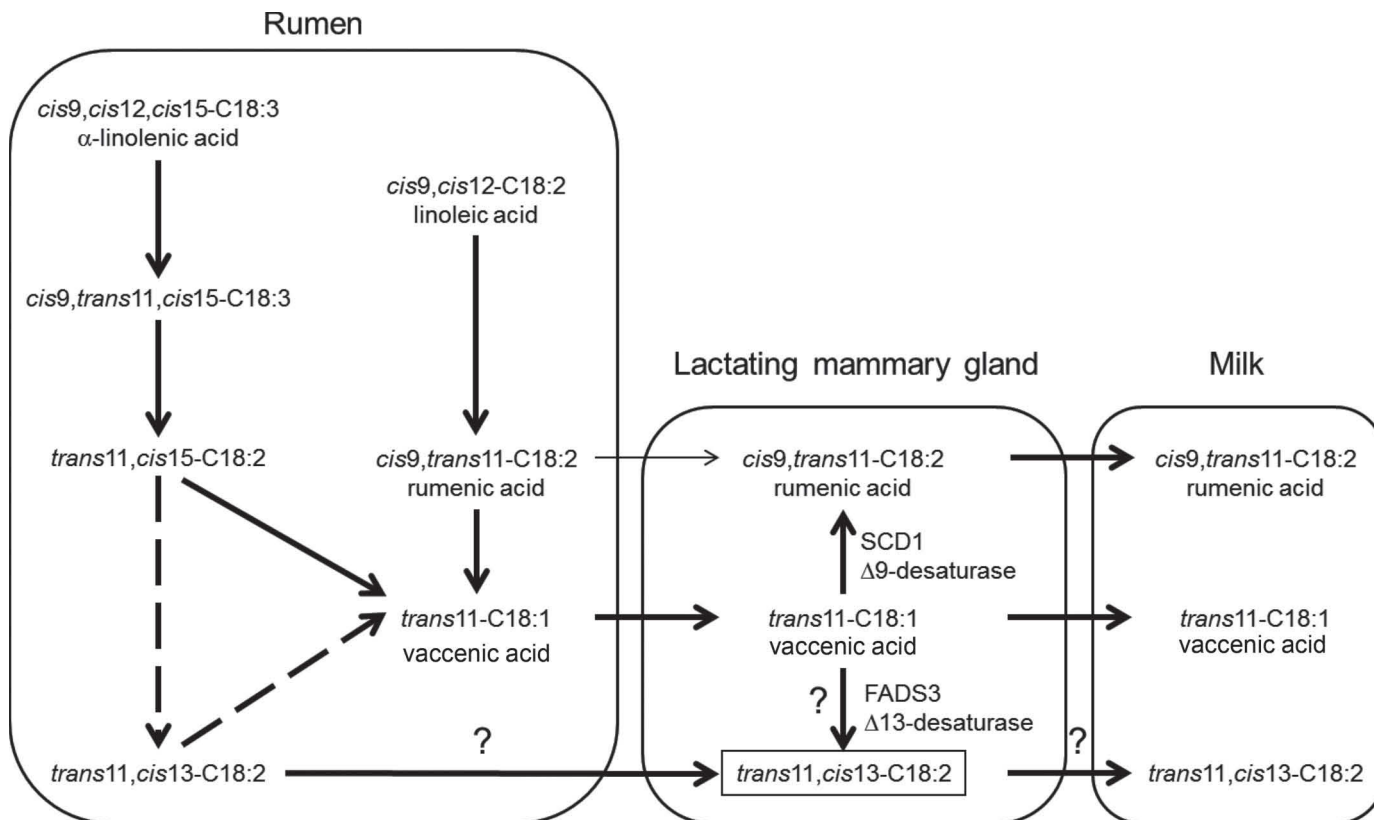 Rumen
cis9,cis12,cis15-C18:3
α-linolenic acid
cis9,cis12-C18:2
linoleic acid
cis9,trans11,cis15-C18:3
Lactating mammary gland
Milk
trans11,cis15-C18:2
cis9,trans11-C18:2
rumenic acid
cis9,trans11-C18:2
rumenic acid
cis9,trans11-C18:2
rumenic acid
SCD1
Δ9-desaturase
trans11-C18:1
vaccenic acid
trans11-C18:1
vaccenic acid
trans11-C18:1
vaccenic acid
?
FADS3
Δ13-desaturase
?
?
trans11,cis13-C18:2
trans11,cis13-C18:2
trans11,cis13-C18:2